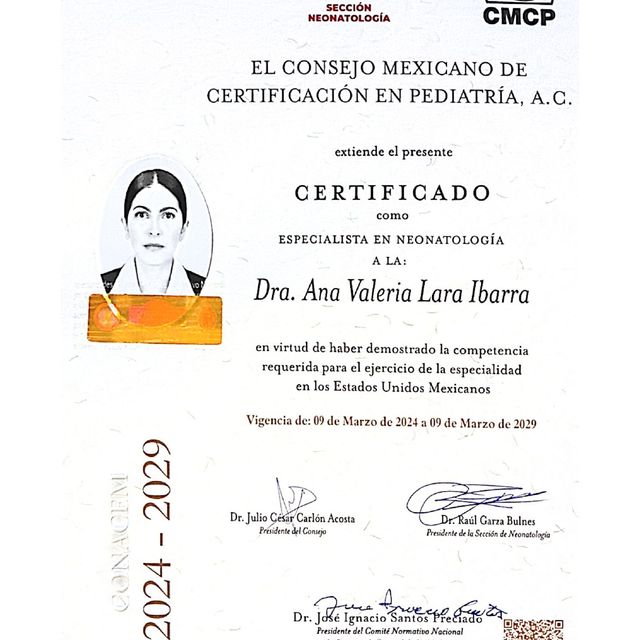 SECCIÓN
NEONATOLOGÍA
CMCP
EL CONSEJO MEXICANO DE
CERTIFICACIÓN EN PEDIATRÍA, A.C.
extiende el presente
CERTIFICADO
como
ESPECIALISTA EN NEONATOLOGÍA
A LA:
Dra. Ana Valeria Lara Ibarra
en virtud de haber demostrado la competencia
requerida para el ejercicio de la especialidad
en los Estados Unidos Mexicanos
Vigencia de: 09 de Marzo de 2024 a 09 de Marzo de 2029
CONACEM
2024 - 2029
Dr. Julio César Carlón Acosta
Presidente del Consejo
Dr. Raúl Garza Bulnes
Presidente de la Sección de Neonatología
Dr. José Ignacio Santos Preciado
Presidente del Comité Normativo Nacional